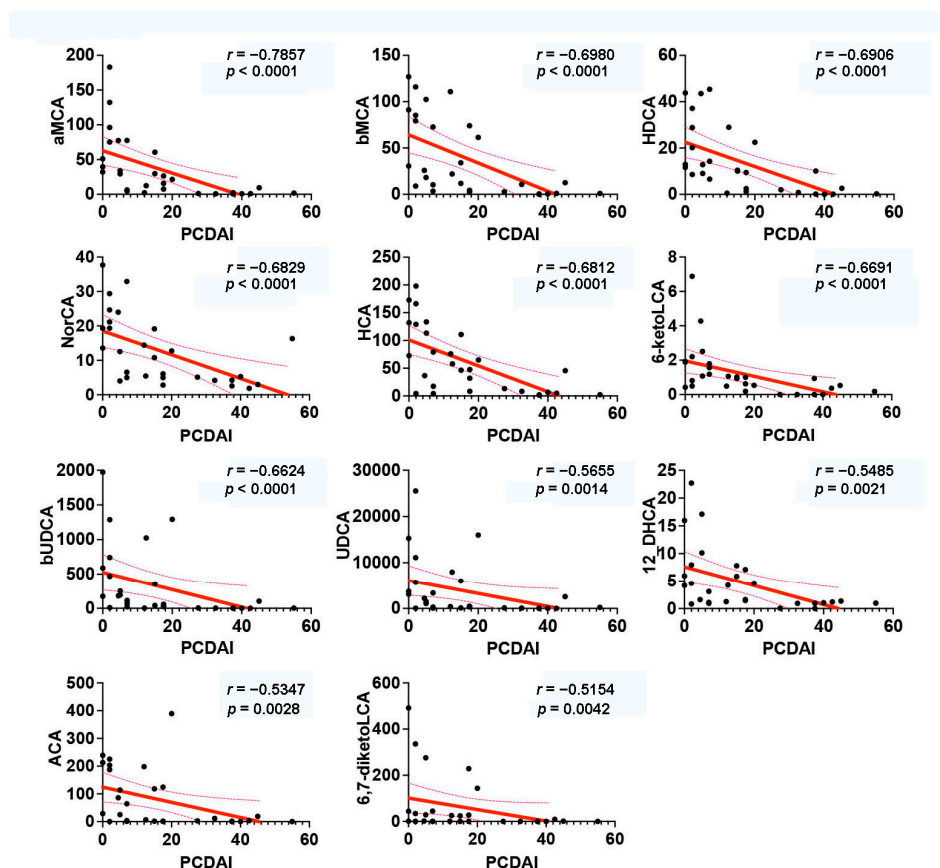 200
150
100
50
0
aMCA
0 20 40 60
PCDAI
r = −0.7857
p < 0.0001
150
100
50
0
bMCA
0 20 40 60
PCDAI
r = −0.6980
p < 0.0001
60
40
20
0
HDCA
0 20 40 60
PCDAI
r = −0.6906
p < 0.0001
40
30
20
10
0
NorCA
0 20 40 60
PCDAI
r = −0.6829
p < 0.0001
250
200
150
100
50
0
HCA
0 20 40 60
PCDAI
r = −0.6812
p < 0.0001
8
6
4
2
0
6-ketoLCA
0 20 40 60
PCDAI
r = −0.6691
p < 0.0001
2000
1500
1000
500
0
bUDCA
0 20 40 60
PCDAI
r = −0.6624
p < 0.0001
30000
20000
10000
0
UDCA
0 20 40 60
PCDAI
r = −0.5655
p = 0.0014
25
20
15
10
5
0
12_DHCA
0 20 40 60
PCDAI
r = −0.5485
p = 0.0021
500
400
300
200
100
0
ACA
0 20 40 60
PCDAI
r = −0.5347
p = 0.0028
600
400
200
0
6,7-diketoLCA
0 20 40 60
PCDAI
r = −0.5154
p = 0.0042